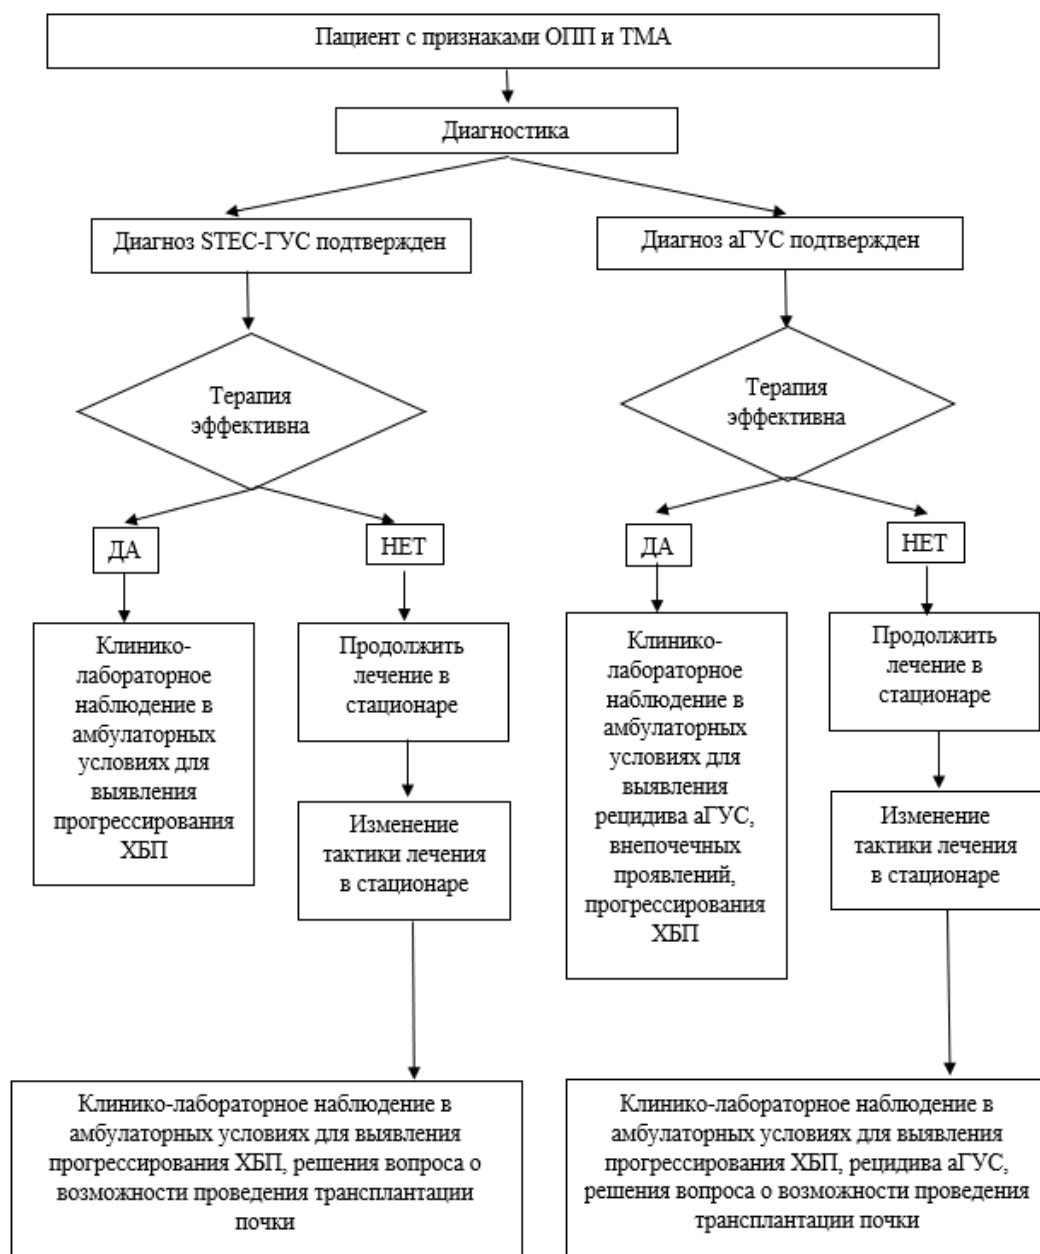 Пациент с признаками ОПП и ТМА
Диагностика
Диагноз STEC-ГУС подтвержден
Диагноз аГУС подтвержден
Терапия
эффективна
Терапия
эффективна
ДА
НЕТ
ДА
НЕТ
Клинико-
лабораторное
наблюдение в
амбулаторных
условиях для
выявления
прогрессирования
ХБП
Продолжить
лечение в
стационаре
Клинико-
лабораторное
наблюдение в
амбулаторных
условиях для
выявления
рецидива аГУС,
внепочечных
проявлений,
прогрессирования
ХБП
Продолжить
лечение в
стационаре
Изменение
тактики лечения
в стационаре
Изменение
тактики лечения
в стационаре
Клинико-лабораторное наблюдение в
амбулаторных условиях для выявления
прогрессирования ХБП, решения вопроса о
возможности проведения трансплантации
почки
Клинико-лабораторное наблюдение в
амбулаторных условиях для выявления
прогрессирования ХБП, рецидива аГУС,
решения вопроса о возможности проведения
трансплантации почки